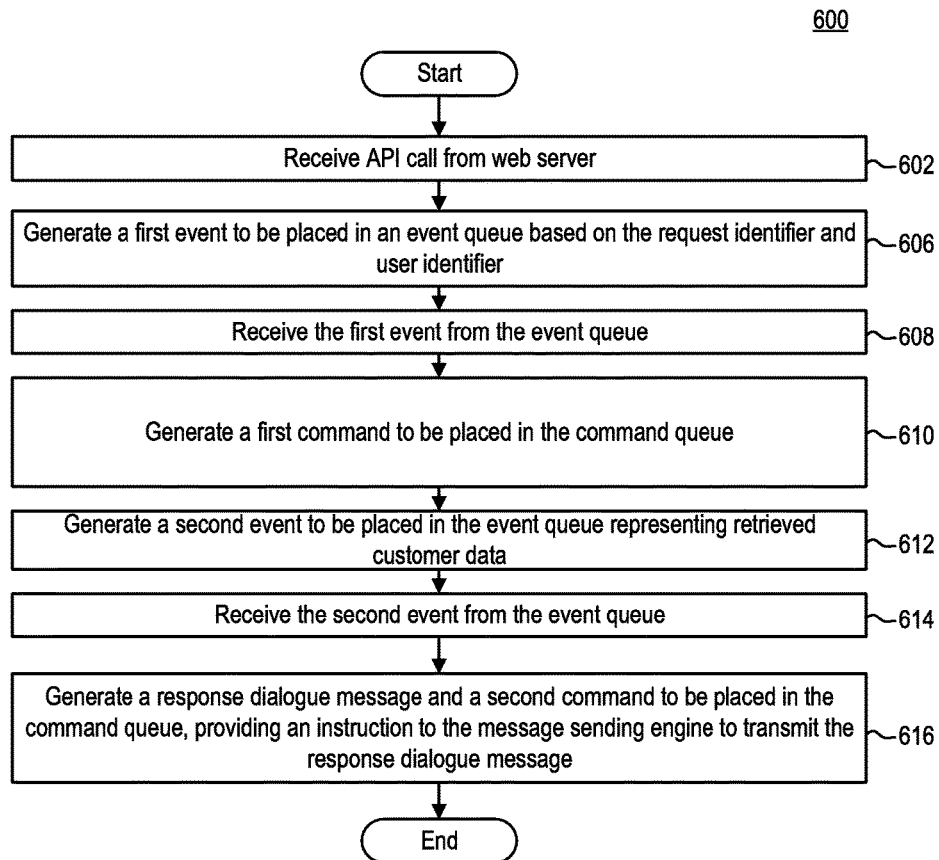 600
Start
Receive API call from web server
602
Generate a first event to be placed in an event queue based on the request identifier and
user identifier
606
Receive the first event from the event queue
608
Generate a first command to be placed in the command queue
610
Generate a second event to be placed in the event queue representing retrieved
customer data
612
Receive the second event from the event queue
614
Generate a response dialogue message and a second command to be placed in the
command queue, providing an instruction to the message sending engine to transmit the
response dialogue message
616
End